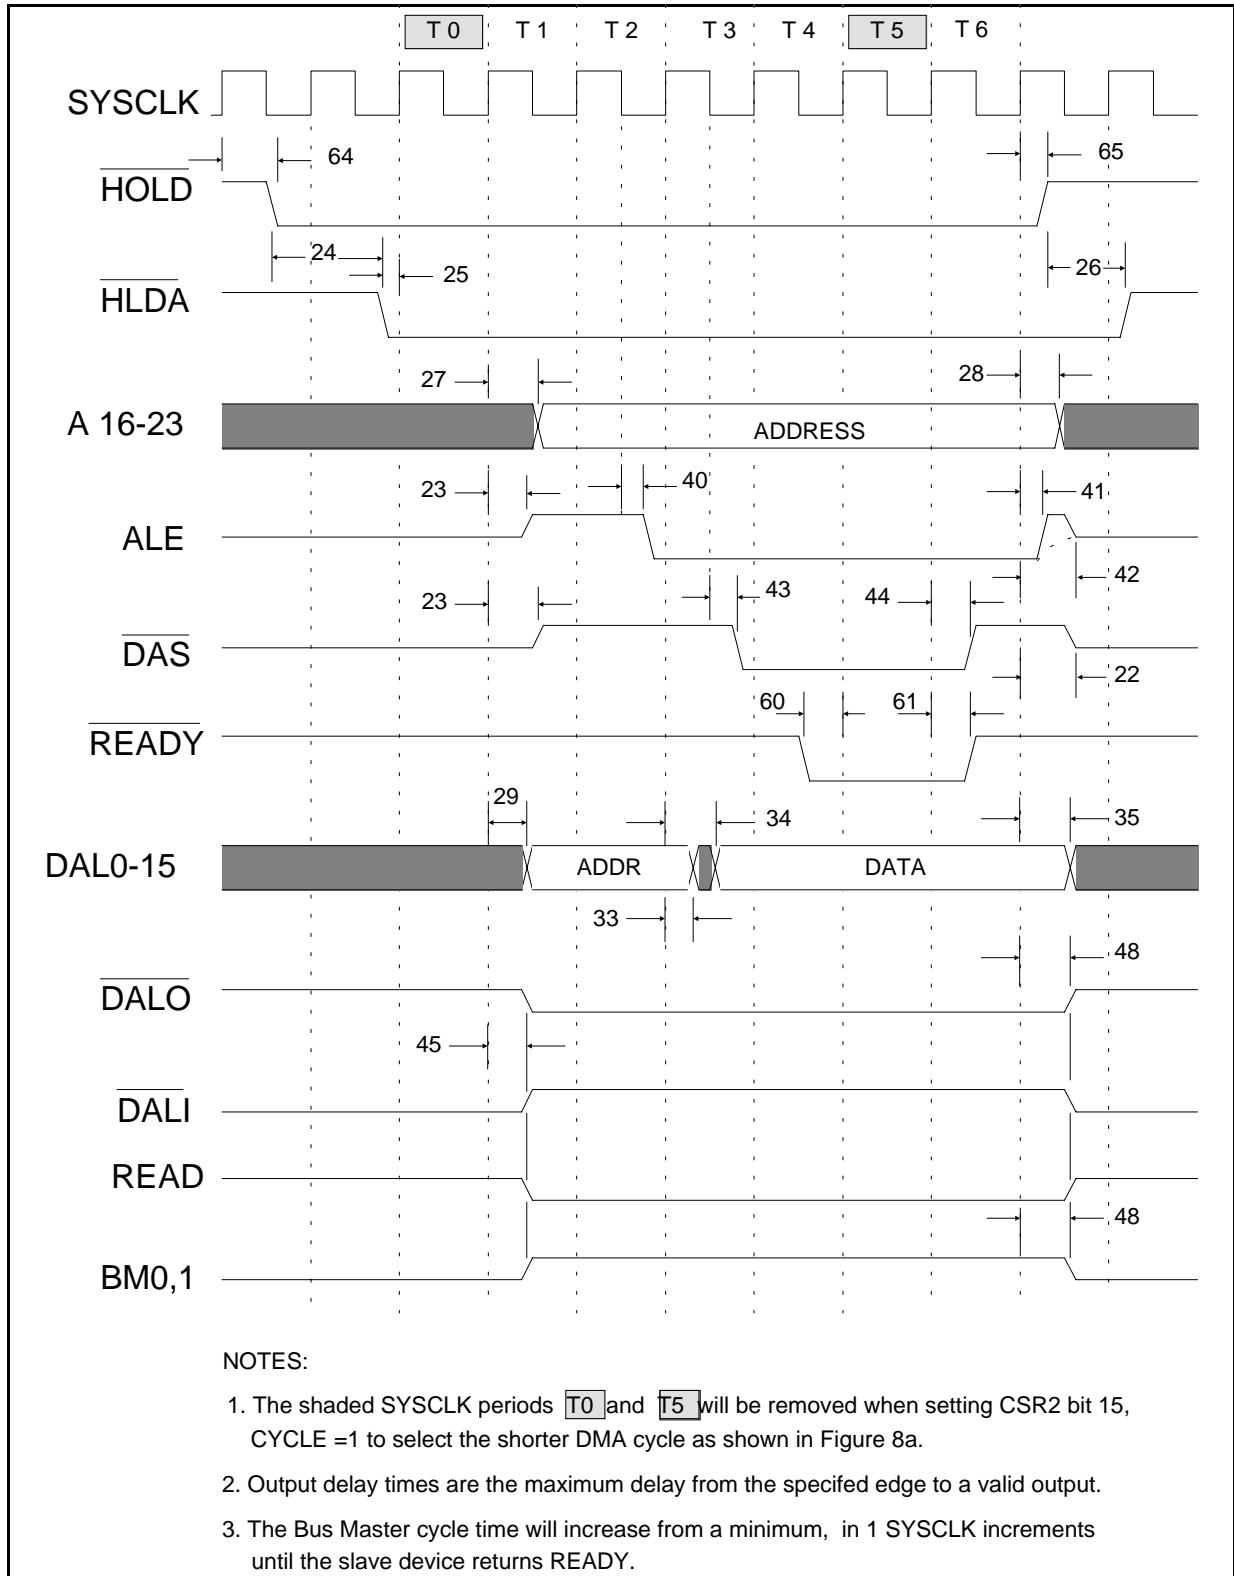 T 0 T 1 T 2 T 3 T 4 T 5 T 6
SYSCLK
64 65
HOLD
24 25 26
HLDA
27 28
A 16-23 ADDRESS
23 40 41
ALE
42
23 43 44
DAS
22
60 61
READY
29 34 35
DAL0-15 ADDR DATA
33
48
DALO
45
DALI
READ
48
BM0,1
NOTES:
1. The shaded SYSCLK periods T0 and T5 will be removed when setting CSR2 bit 15,
CYCLE =1 to select the shorter DMA cycle as shown in Figure 8a.
2. Output delay times are the maximum delay from the specifed edge to a valid output.
3. The Bus Master cycle time will increase from a minimum, in 1 SYSCLK increments
until the slave device returns READY.